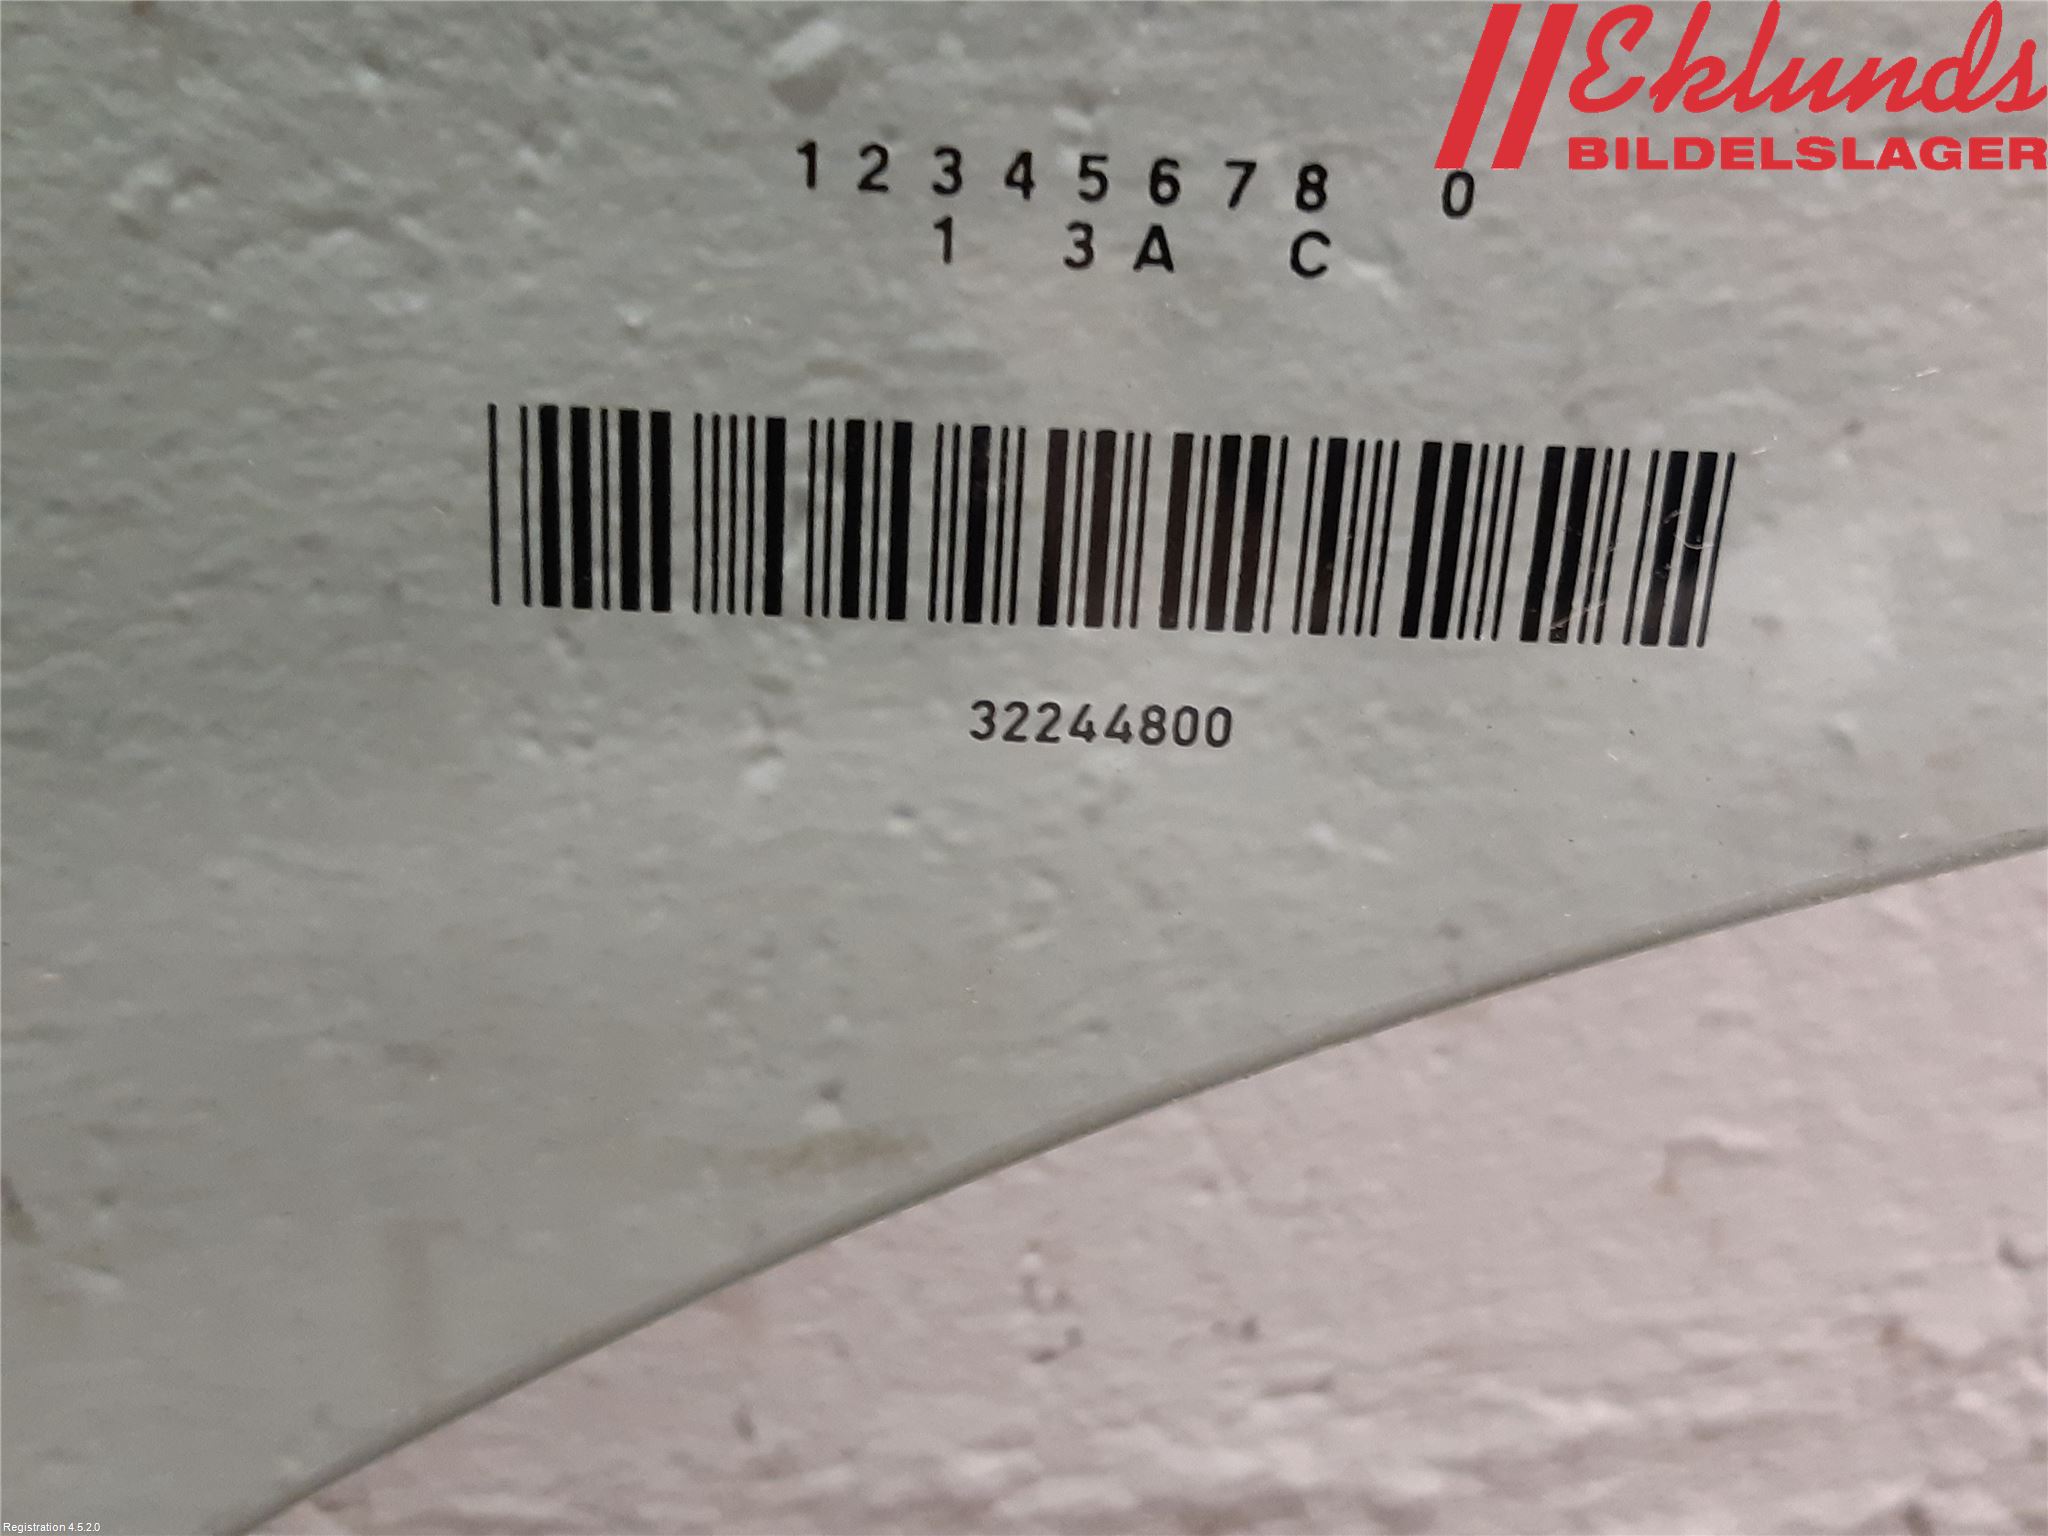 Eklunds
BILDELSLAGER
1 2 3 4 5 6 7 8 0
1 3 A C
32244800
Registration 4.5.2.0